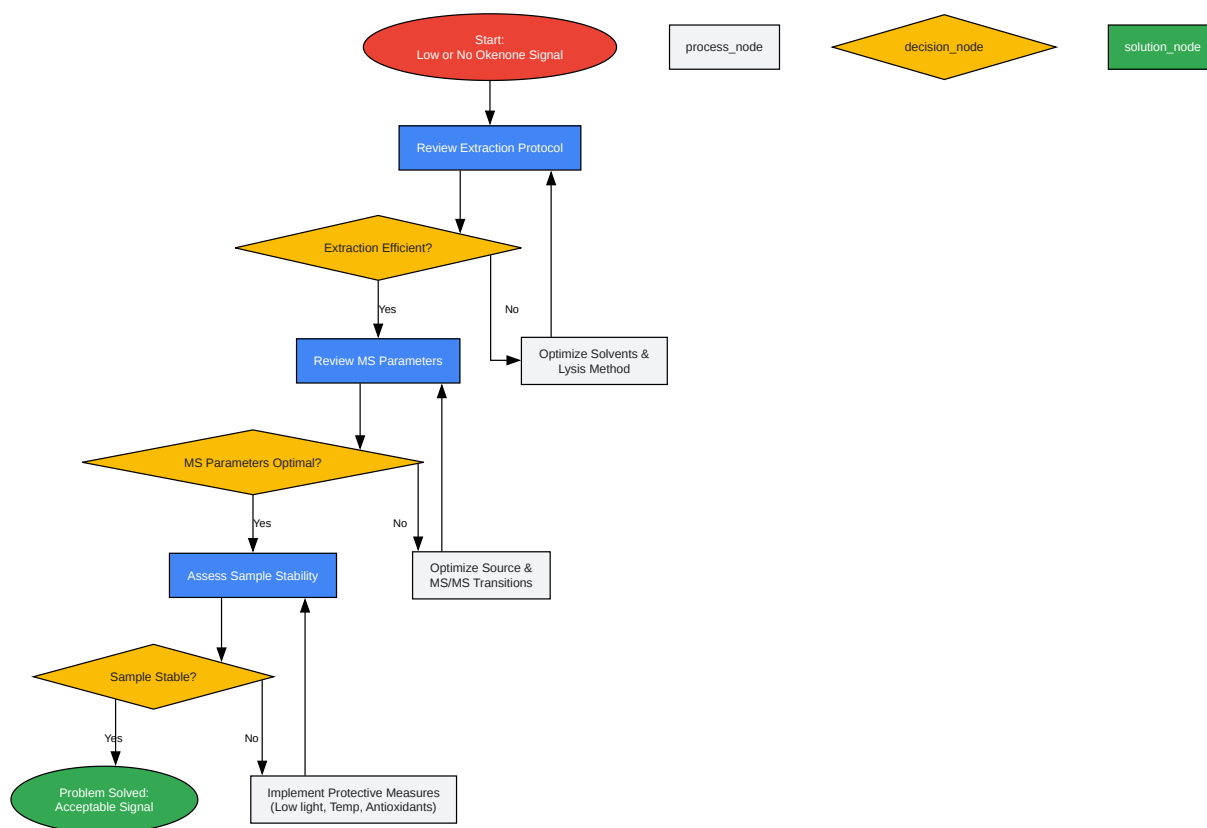 Start:
Low or No Okenone Signal
process_node
decision_node
solution_node
Review Extraction Protocol
Extraction Efficient?
Yes
No
Review MS Parameters
Optimize Solvents &
Lysis Method
MS Parameters Optimal?
Yes
No
Assess Sample Stability
Optimize Source &
MS/MS Transitions
Sample Stable?
Yes
No
Problem Solved:
Acceptable Signal
Implement Protective Measures
(Low light, Temp, Antioxidants)